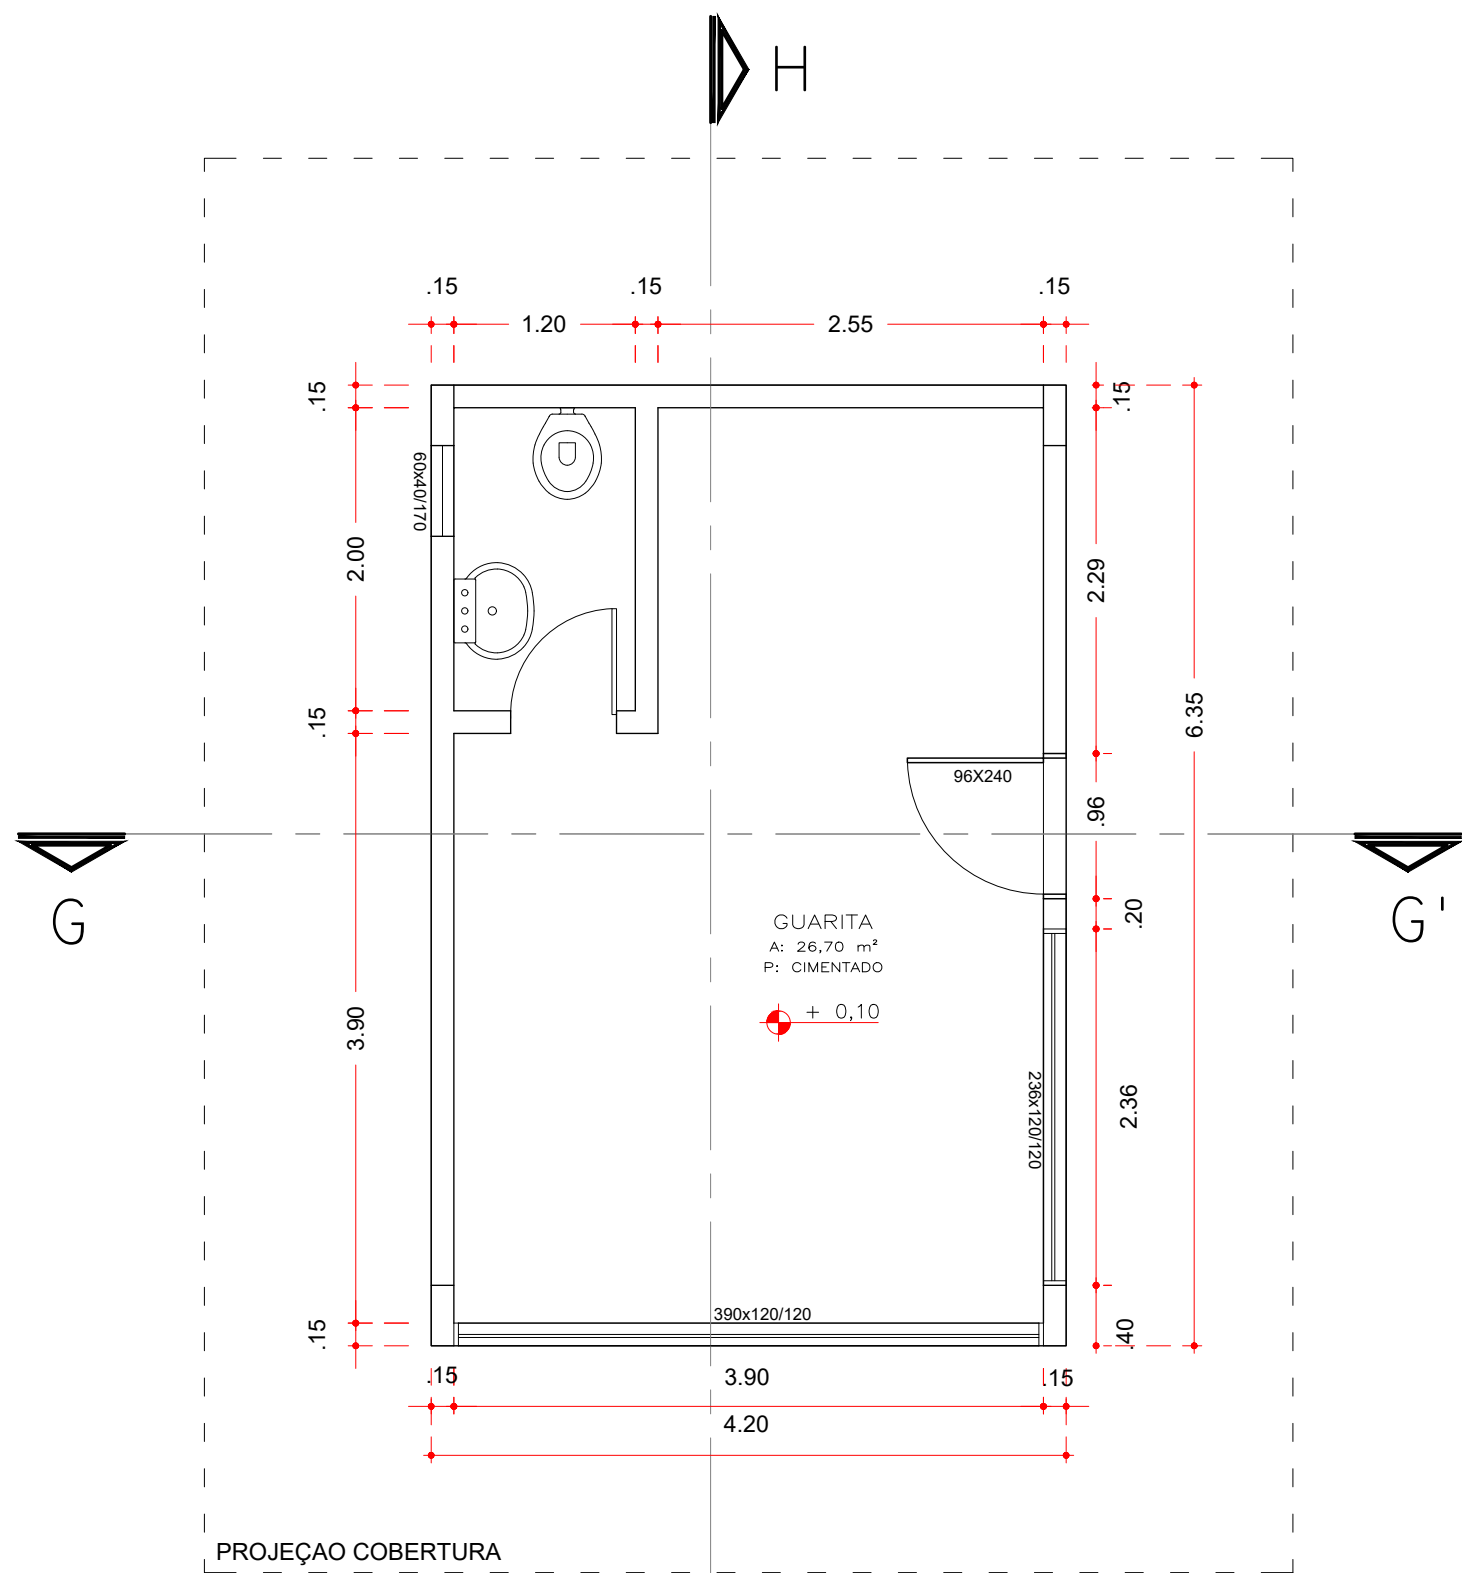 H
.15 .15 .15
1.20 2.55
.15 .15
60x40/170
2.00
2.29
6.35
.15
96X240
.96
G G'
.20
GUARITA
A: 26,70 m²
P: CIMENTADO
+ 0,10
3.90
236x120/120
2.36
390x120/120
.15 .40
.15 3.90 .15
4.20
PROJEÇAO COBERTURA